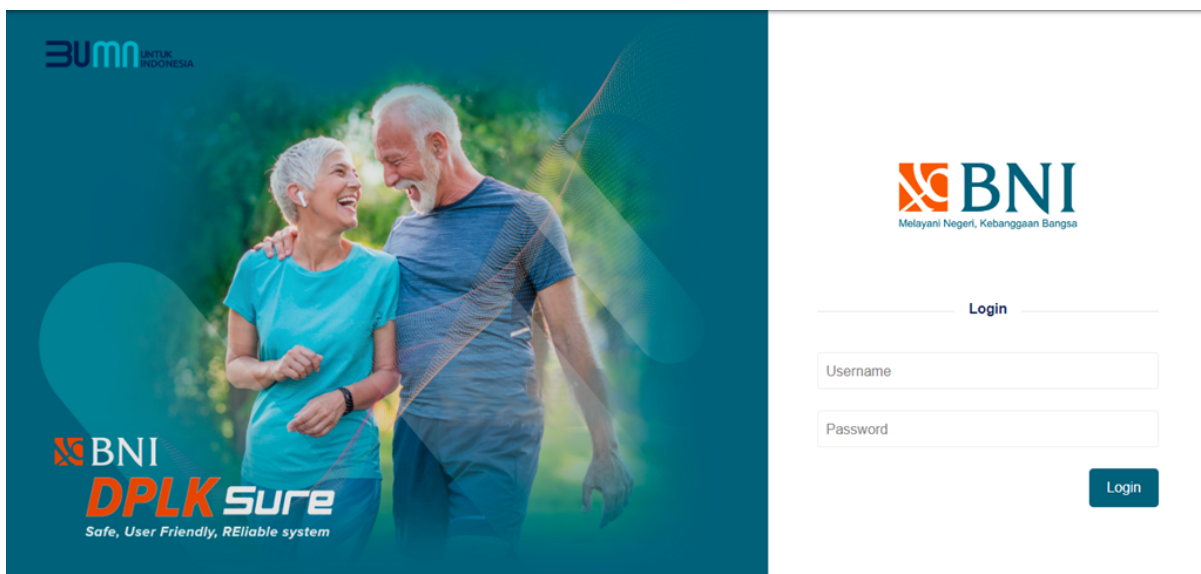 BUMN UNTUK
INDONESIA
BNI
DPLK Sure
Safe, User Friendly, REliable system
BNI
Melayani Negeri, Kebanggaan Bangsa
Login
Username
Password
Login